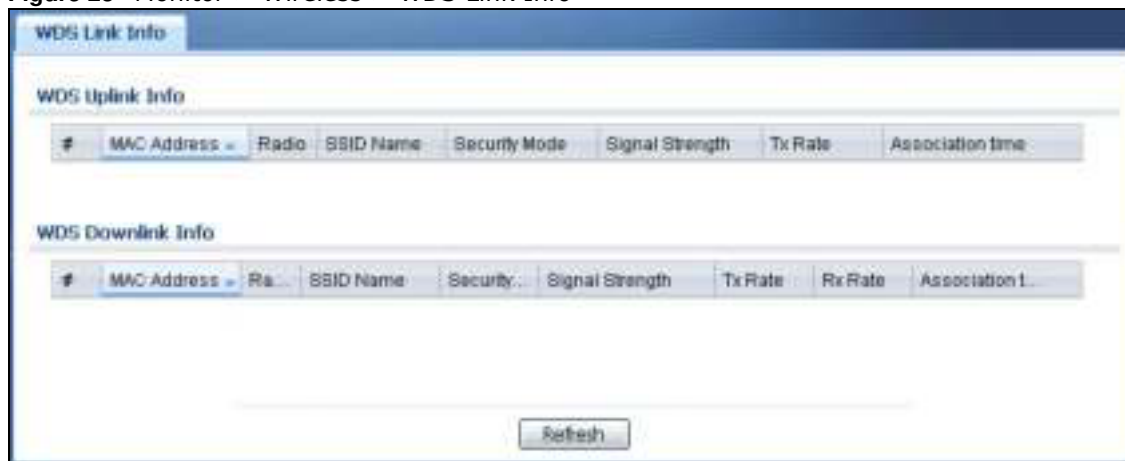 WDS Link Info
WDS Uplink Info
# MAC Address Radio SSID Name Security Mode Signal Strength Tx Rate Association time
WDS Downlink Info
# MAC Address Ra... SSID Name Security... Signal Strength Tx Rate Rx Rate Association t...
Refresh